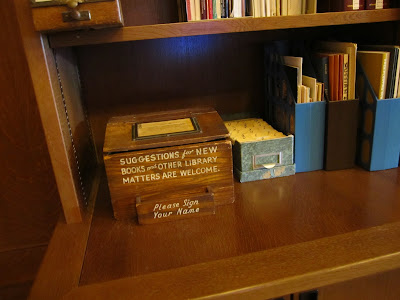 SUGGESTIONS for NEW
BOOKS and OTHER LIBRARY
MATTERS ARE WELCOME.
Please Sign
Your Name